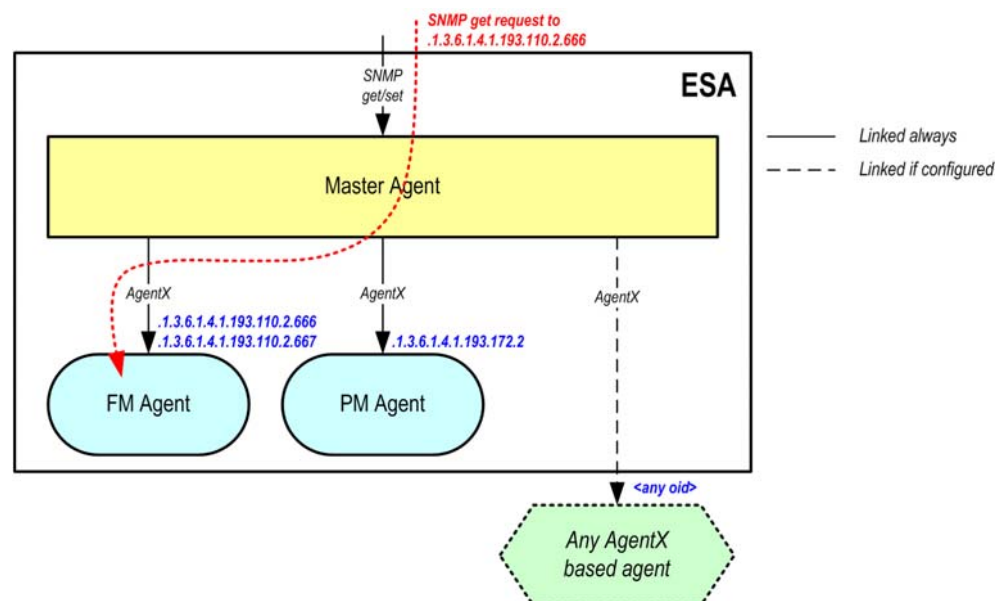 SNMP get request to
.1.3.6.1.4.1.193.110.2.666
SNMP
get/set
ESA
Linked always
Linked if configured
Master Agent
AgentX
AgentX
AgentX
.1.3.6.1.4.1.193.110.2.666
.1.3.6.1.4.1.193.110.2.667
.1.3.6.1.4.1.193.172.2
FM Agent
PM Agent
<any oid>
Any AgentX
based agent